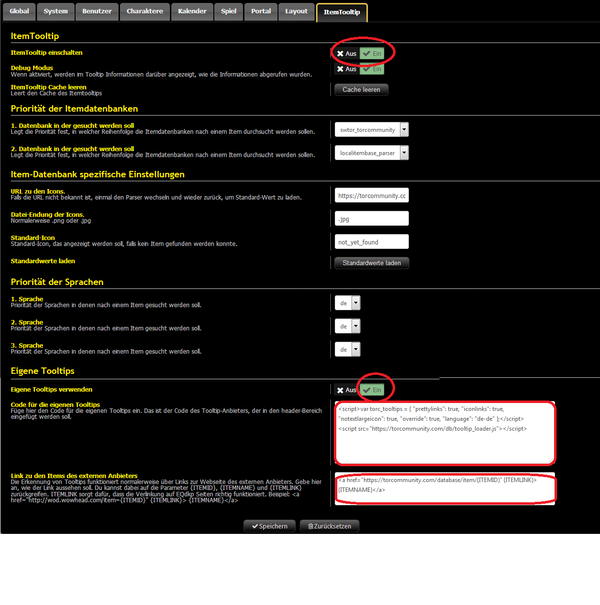 Global System Benutzer Charaktere Kalender Spiel Portal Layout ItemTooltip
ItemTooltip
ItemTooltip einschalten
Aus Ein
Debug Modus
Wenn aktiviert, werden im Tooltip Informationen darüber angezeigt, wie die Informationen abgerufen wurden.
Aus Ein
ItemTooltip Cache leeren
Leert den Cache des Itemtooltips
Cache leeren
Priorität der Itemdatenbanken
1. Datenbank in der gesucht werden soll
Legt die Priorität fest, in welcher Reihenfolge die Itemdatenbanken nach einem Item durchsucht werden sollen.
swtor_torcommunity
2. Datenbank in der gesucht werden soll
Legt die Priorität fest, in welcher Reihenfolge die Itemdatenbanken nach einem Item durchsucht werden sollen.
localitembase_parser
Item-Datenbank spezifische Einstellungen
URL zu den Icons.
Falls die URL nicht bekannt ist, einmal den Parser wechseln und wieder zurück, um Standard-Wert zu laden.
https://torcommunity.cc
Datei-Endung der Icons.
Normalerweise .png oder .jpg
.jpg
Standard-Icon
Standard-Icon, das angezeigt werden soll, falls kein Item gefunden werden konnte.
not_yet_found
Standardwerte laden
Standardwerte laden
Priorität der Sprachen
1. Sprache
Priorität der Sprachen in denen nach einem Item gesucht werden soll.
de
2. Sprache
Priorität der Sprachen in denen nach einem Item gesucht werden soll.
de
3. Sprache
Priorität der Sprachen in denen nach einem Item gesucht werden soll.
de
Eigene Tooltips
Eigene Tooltips verwenden
Aus Ein
Code für die eigenen Tooltips
Füge hier den Code für die eigenen Tooltips ein. Das ist der Code des Tooltip-Anbieters, der in den header-Bereich
eingefügt werden soll.
<script>var torc_tooltips = { "prettylinks": true, "iconlinks": true,
"notextlargeicon": true, "override": true, "language": "de-de" };</script>
<script src="https://torcommunity.com/db/tooltip_loader.js"></script>
Link zu den Items des externen Anbieters
Die Erkennung von Tooltips funktioniert normalerweise über Links zur Webseite des externen Anbieters. Gebe hier
an, wie der Link aussehen soll. Du kannst dabei auf die Parameter {ITEMID}, {ITEMNAME} und {ITEMLINK}
zurückgreifen. ITEMLINK sorgt dafür, dass die Verlinkung auf EQdkp Seiten richtig funktioniert. Beispiel: <a
href="http://wod.wowhead.com/item={ITEMID}" {ITEMLINK}> {ITEMNAME}</a>
<a href="https://torcommunity.com/database/item/{ITEMID}" {ITEMLINK}>
{ITEMNAME}</a>
Speichern Zurücksetzen